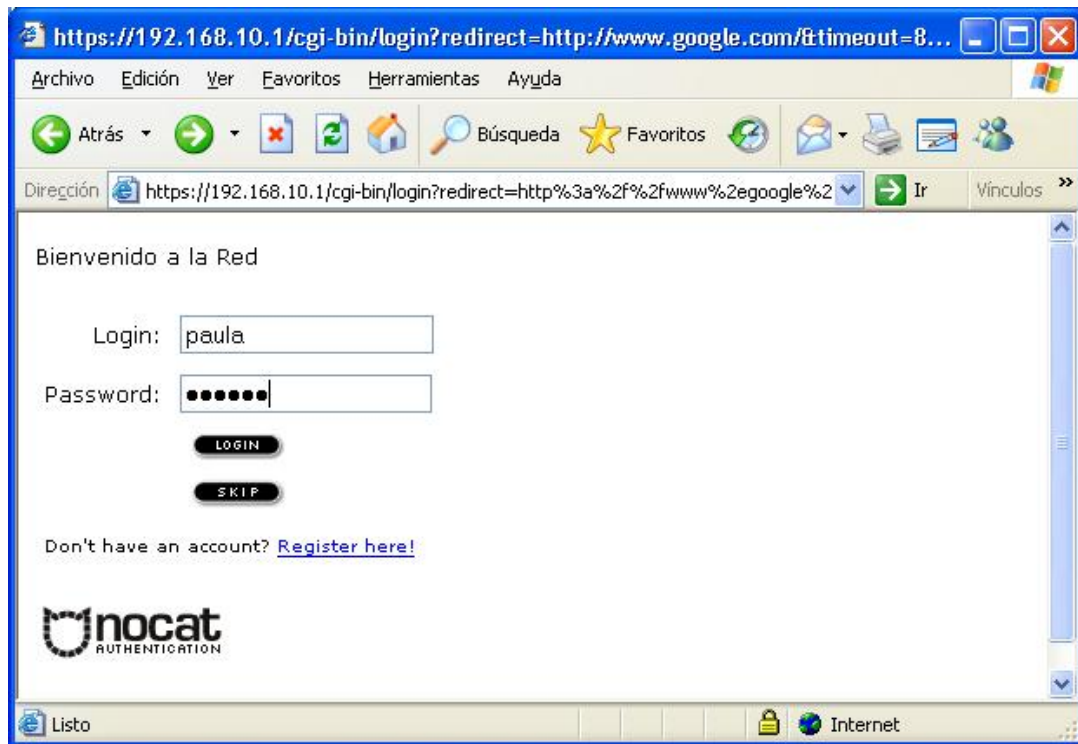 https://192.168.10.1/cgi-bin/login?redirect=http://www.google.com/&timeout=8...
Archivo Edición Ver Favoritos Herramientas Ayuda
Atrás Búsqueda Favoritos
Dirección https://192.168.10.1/cgi-bin/login?redirect=http%3a%2f%2fwww%2egoogle%2 Ir Vínculos »
Bienvenido a la Red
Login: paula
Password: ●●●●●●
LOGIN
SKIP
Don't have an account? Register here!
nocat
AUTHENTICATION
Listo Internet